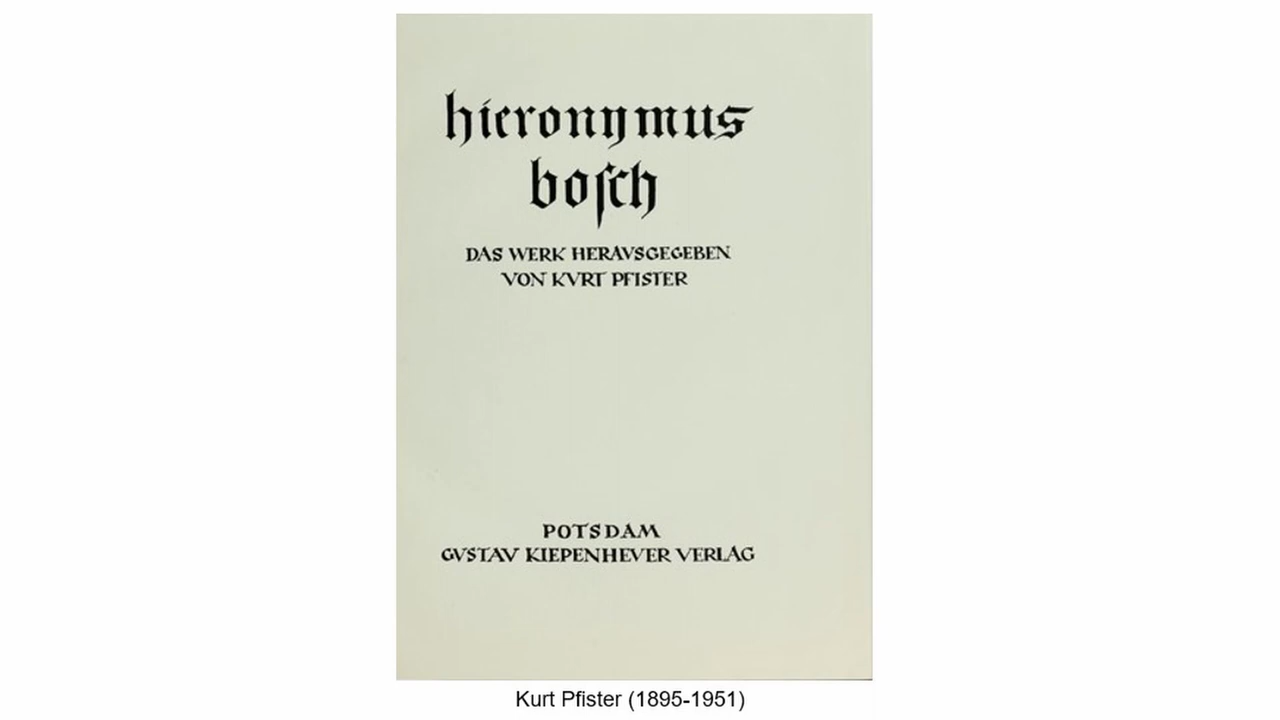 hieronymus
boſch
DAS WERK HERAVSGEGEBEN
VON KVRT PFISTER
POTSDAM
GVSTAV KIEPENHEVER VERLAG
Kurt Pfister (1895-1951)